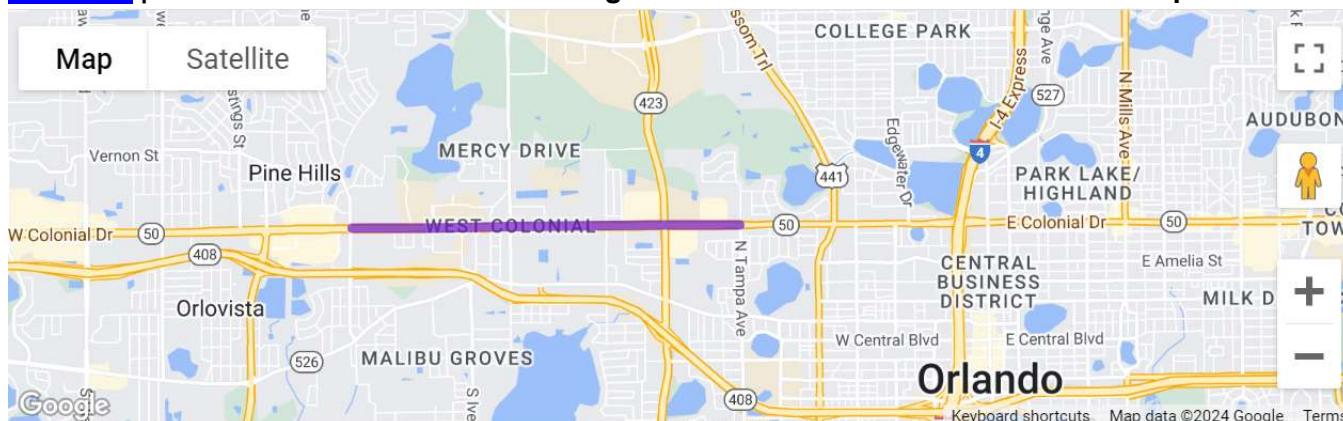 Map
Satellite
COLLEGE PARK
I-4 Express
527
N Mills Ave
423
AUDUBON
Vernon St
Pine Hills
MERCY DRIVE
Edgewater Dr
4
441
PARK LAKE/
HIGHLAND
W Colonial Dr
50
WEST COLONIAL
50
E Colonial Dr
50
TOW
408
N Tampa Ave
CENTRAL
BUSINESS
DISTRICT
E Amelia St
Orlovista
MILK D
W Central Blvd
E Central Blvd
526
MALIBU GROVES
Orlando
408
Google
Keyboard shortcuts
Map data ©2024 Google
Terms